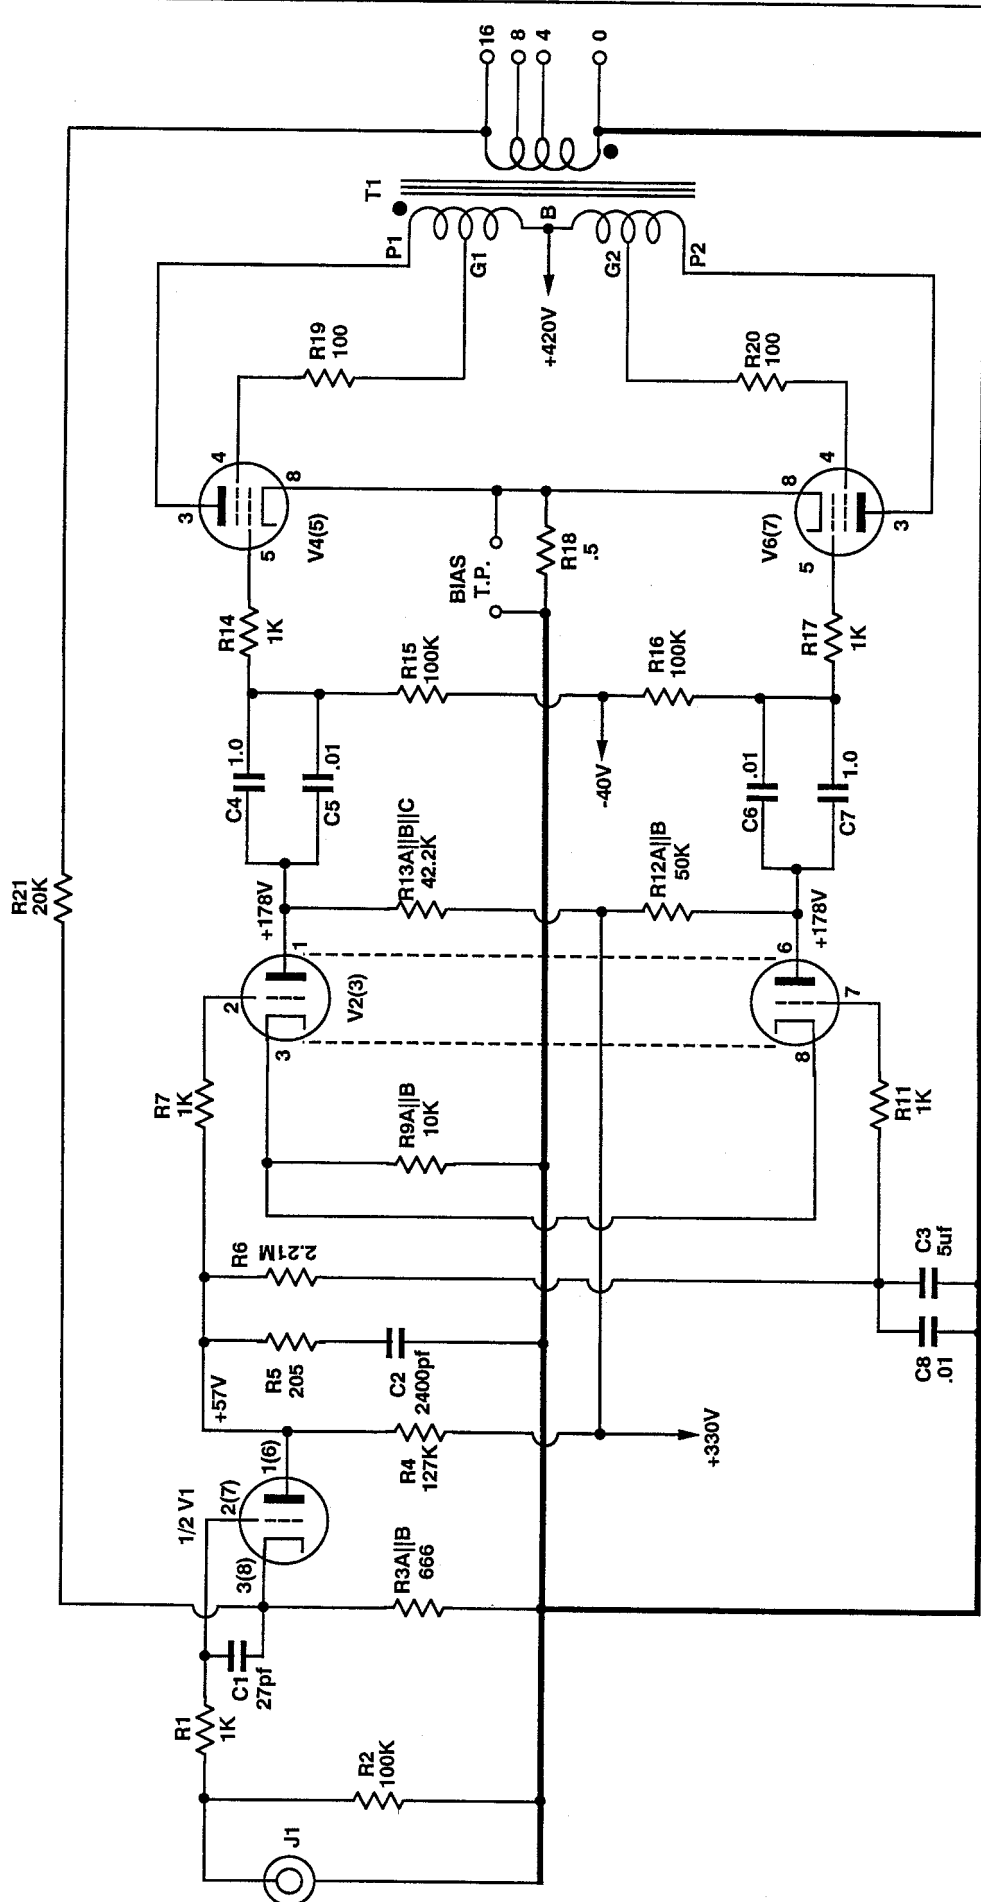 16
8
4
0
T1
P1
G1
B
G2
P2
+420V
R19
100
R20
100
R21
20K
3
4
8
5
V4(5)
8
4
3
5
V6(7)
BIAS
T.P.
R18
.5
R14
1K
R15
100K
R16
100K
R17
1K
-40V
C4
1.0
C5
.01
C6
.01
C7
1.0
+178V
R13A||B||C
42.2K
R12A||B
50K
+178V
1
2
3
V2(3)
6
7
8
R7
1K
R9A||B
10K
R11
1K
R6
2.21M
R5
205
C2
2400pf
C3
5uf
C8
.01
+57V
R4
127K
+330V
1/2 V1
1(6)
2(7)
3(8)
R3A||B
666
C1
27pf
R1
1K
R2
100K
J1